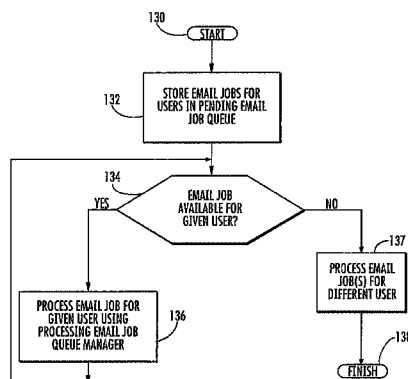 130
START
132
STORE EMAIL JOBS FOR
USERS IN PENDING EMAIL
JOB QUEUE
134
EMAIL JOB
AVAILABLE FOR
GIVEN USER?
YES
NO
137
PROCESS EMAIL
JOB(S) FOR
DIFFERENT USER
PROCESS EMAIL JOB FOR
GIVEN USER USING
PROCESSING EMAIL JOB
QUEUE MANAGER
136
138
FINISH